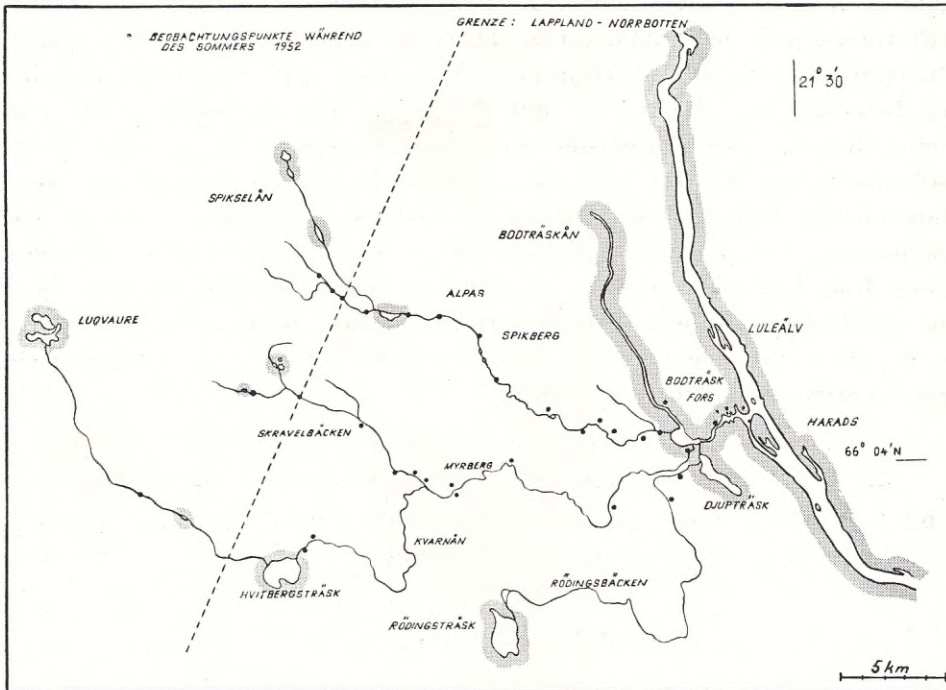 GRENZE: LAPPLAND-NORRBOTTEN
• BEOBACHTUNGSPUNKTE WÄHREND
DES SOMMERS 1952
21° 30'
SPIKSELÅN
BODTRÄSKÅN
ALPAS
LUOVAURE
SPIKBERG
LULEÄLV
BODTRÄSK
FORS
HARADS
SKRAVELBÄCKEN
66° 04'N
MYRBERG
DJUPTRÄSK
KVARNÅN
HVITBERGSTRÄSK
RÖDINGSBÄCKEN
RÖDINGSTRÄSK
5 km